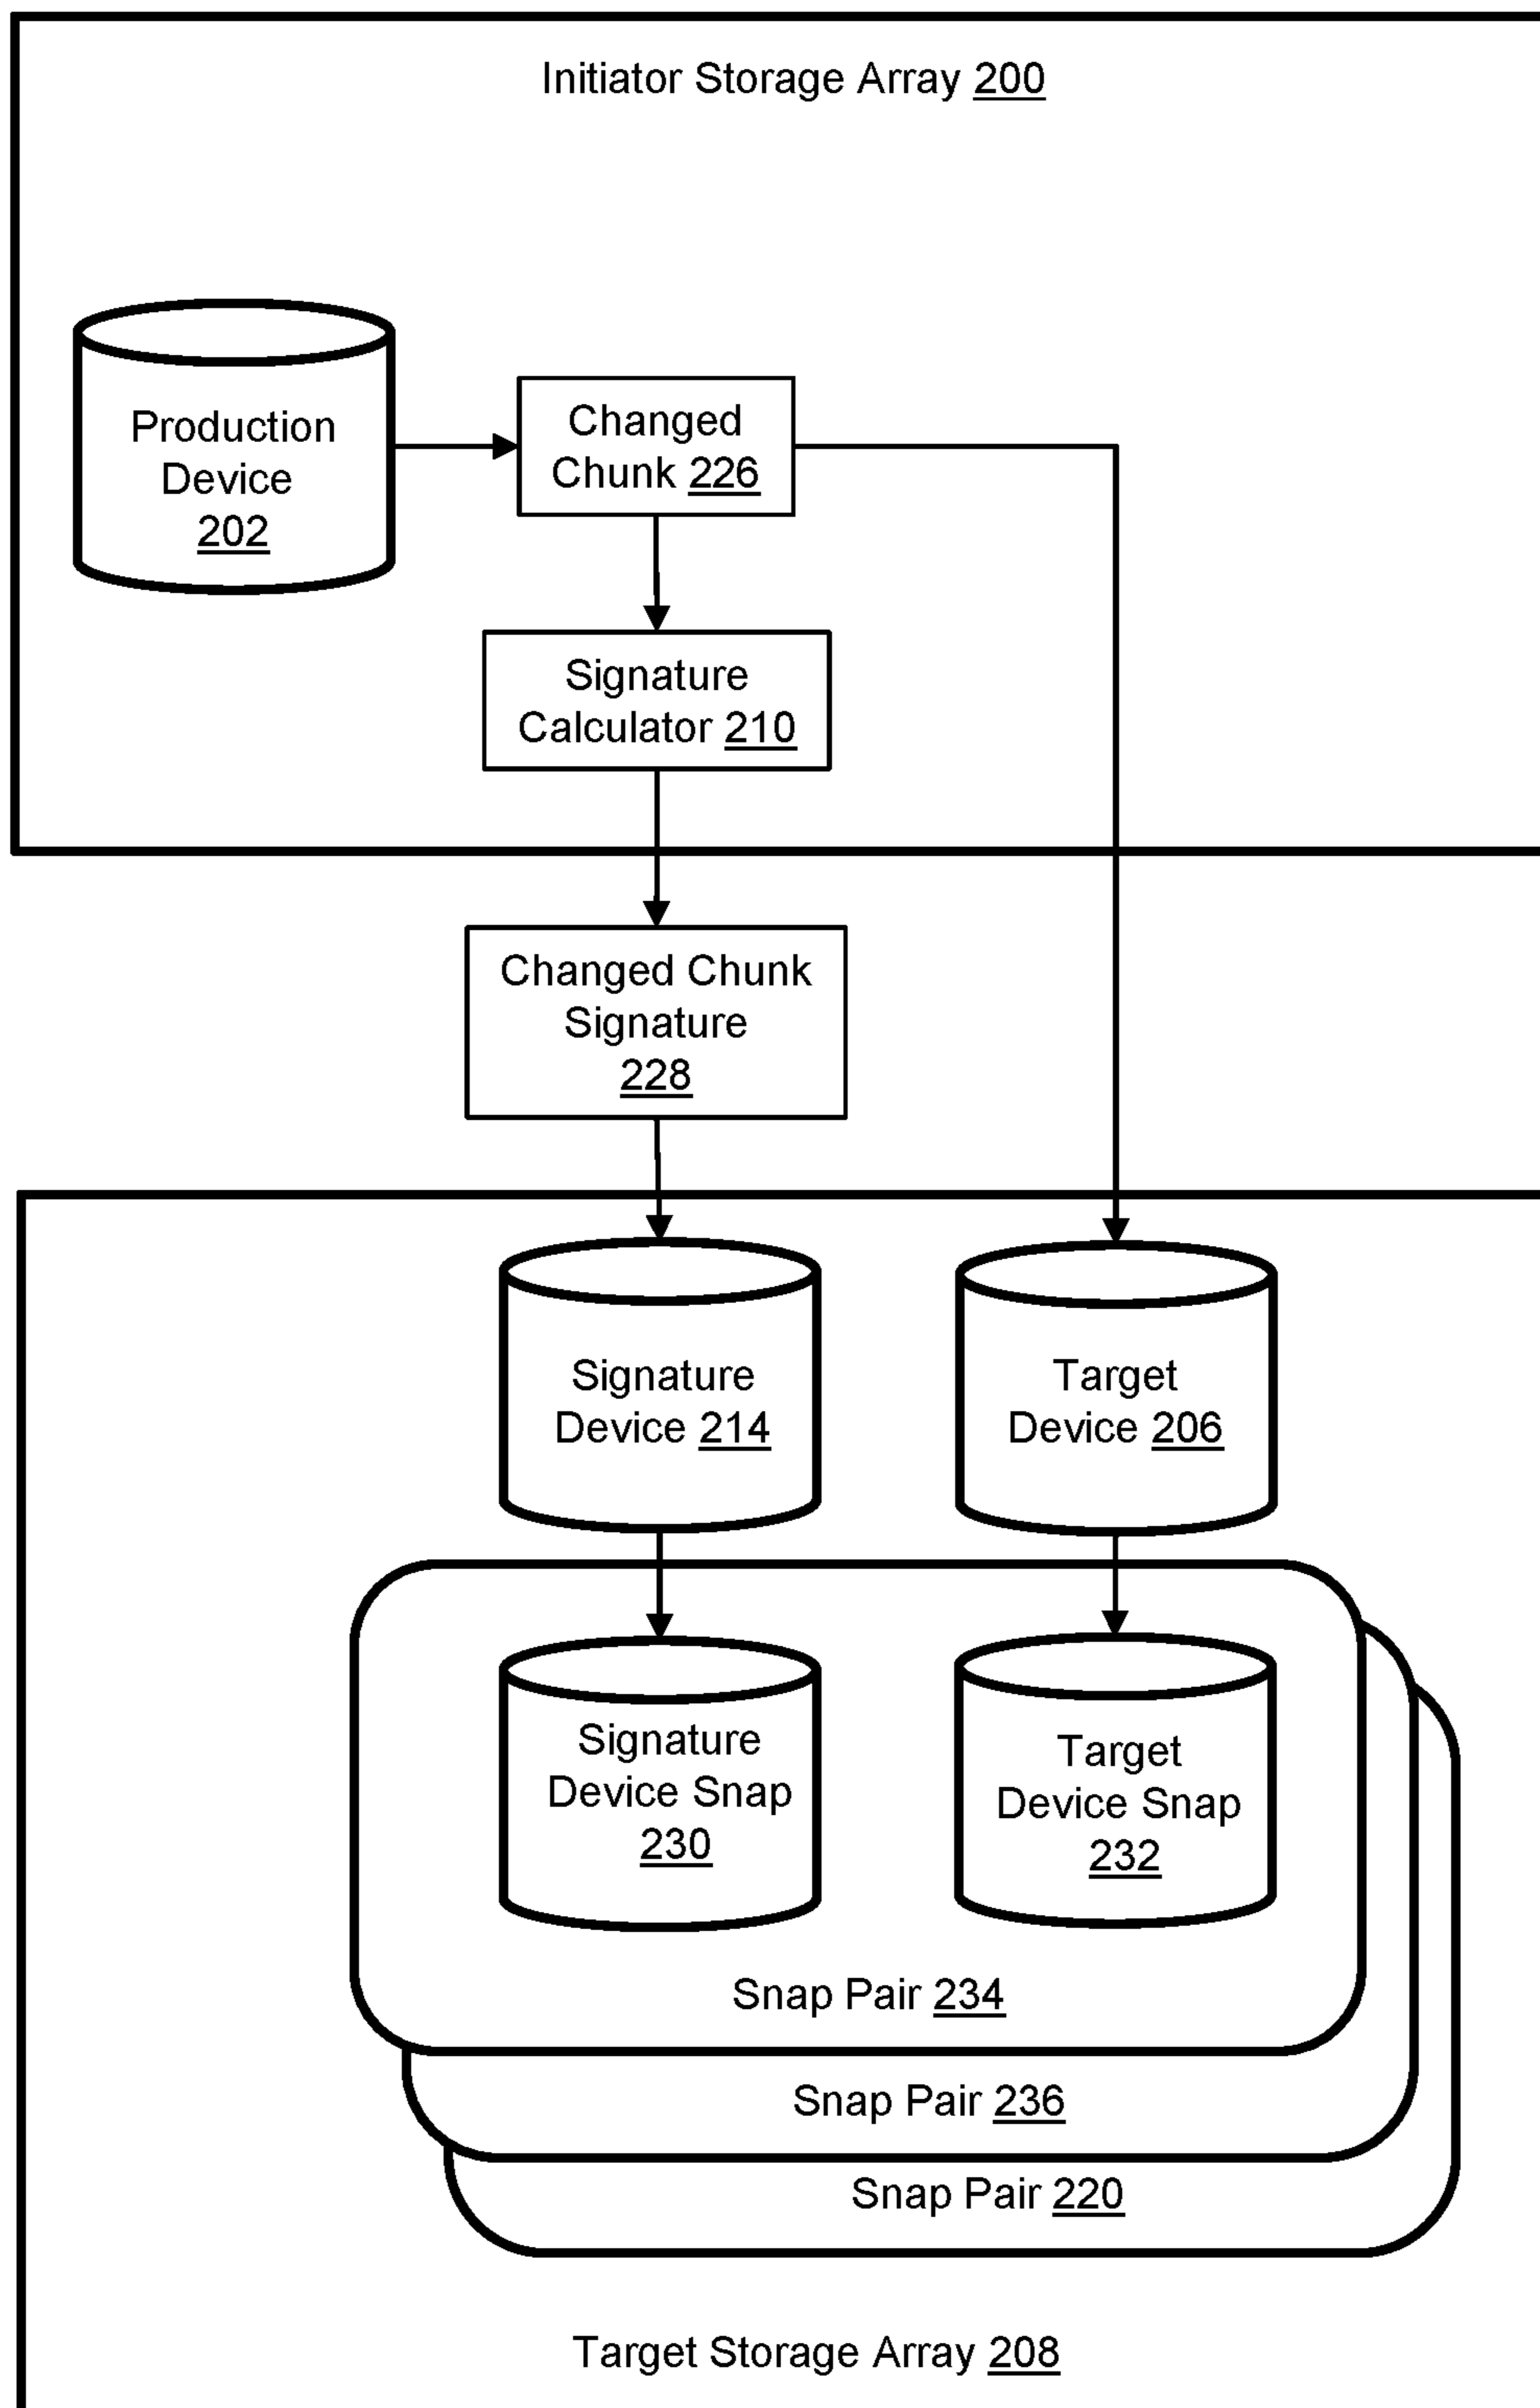 Initiator Storage Array 200
Production
Device
202
Changed
Chunk 226
Signature
Calculator 210
Changed Chunk
Signature
228
Signature
Device 214
Target
Device 206
Signature
Device Snap
230
Target
Device Snap
232
Snap Pair 234
Snap Pair 236
Snap Pair 220
Target Storage Array 208